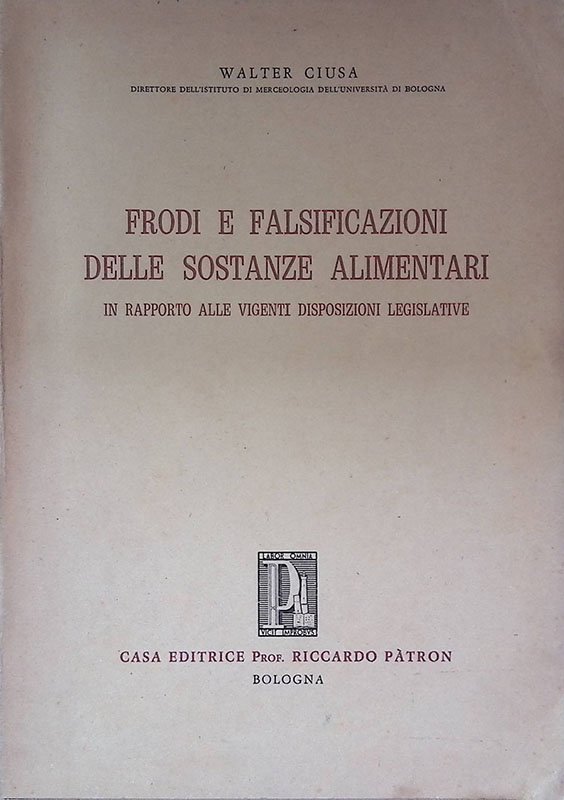 WALTER CIUSA
DIRETTORE DELL'ISTITUTO DI MERCEOLOGIA DELL'UNIVERSITÀ DI BOLOGNA
FRODI E FALSIFICAZIONI
DELLE SOSTANZE ALIMENTARI
IN RAPPORTO ALLE VIGENTI DISPOSIZIONI LEGISLATIVE
LABOR OMNIA
P
VICIT IMPROBVS
CASA EDITRICE PROF. RICCARDO PÀTRON
BOLOGNA